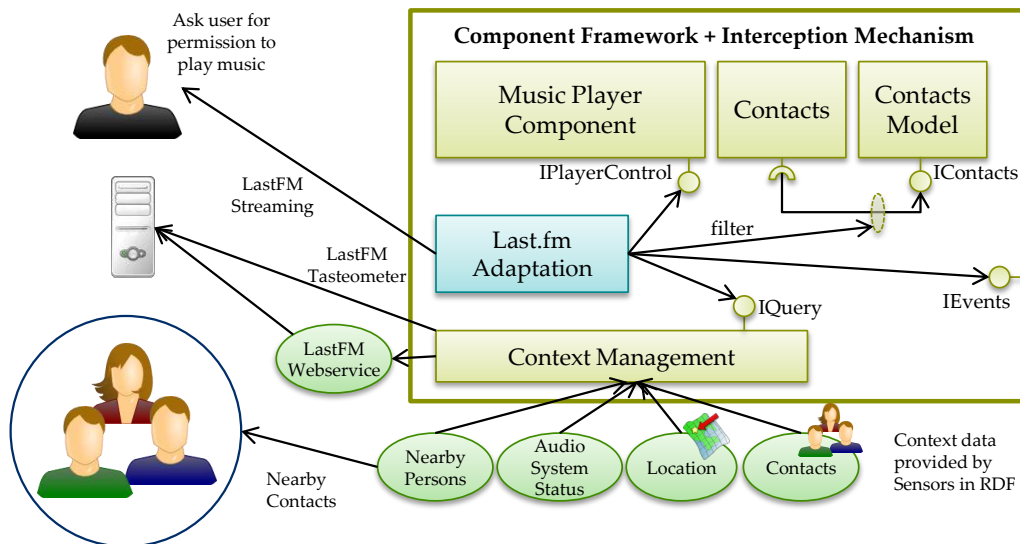 Ask user for
permission to
play music
Component Framework + Interception Mechanism
Music Player
Component
Contacts
Contacts
Model
IPlayerControl
IContacts
LastFM
Streaming
filter
Last.fm
Adaptation
LastFM
Tasteometer
IEvents
IQuery
LastFM
Webservice
Context Management
Nearby
Persons
Audio
System
Status
Location
Contacts
Context data
provided by
Sensors in RDF
Nearby
Contacts